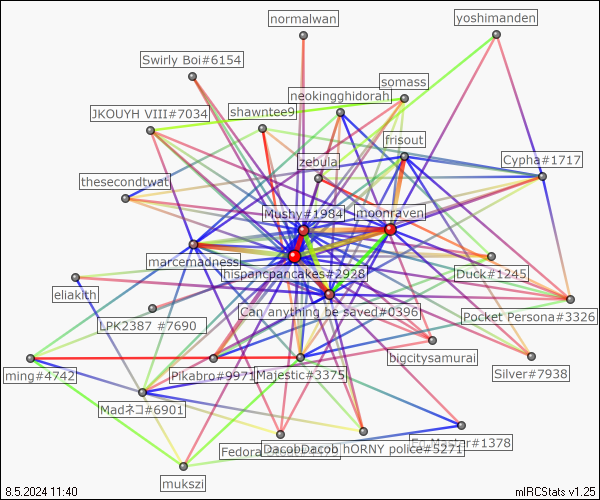 normalwan
yoshimanden
Swirly Boi#6154
somass
neokingghidorah
JKOUYH VIII#7034
shawntee9
frisout
zebula
Cypha#1717
thesecondtwat
Mushy#1984
moonraven
marcemadness
hispancpancakes#2928
Duck#1245
eliakith
Can anything be saved#0396
Pocket Persona#3326
LPK2387 #7690
bigcitysamurai
ming#4742
Pikabro#9971
Majestic#3375
Silver#7938
Madネコ#6901
#1378
Fedora
DacobDacob hORNY police#5271
mukszi
8.5.2024 11:40
mIRCStats v1.25